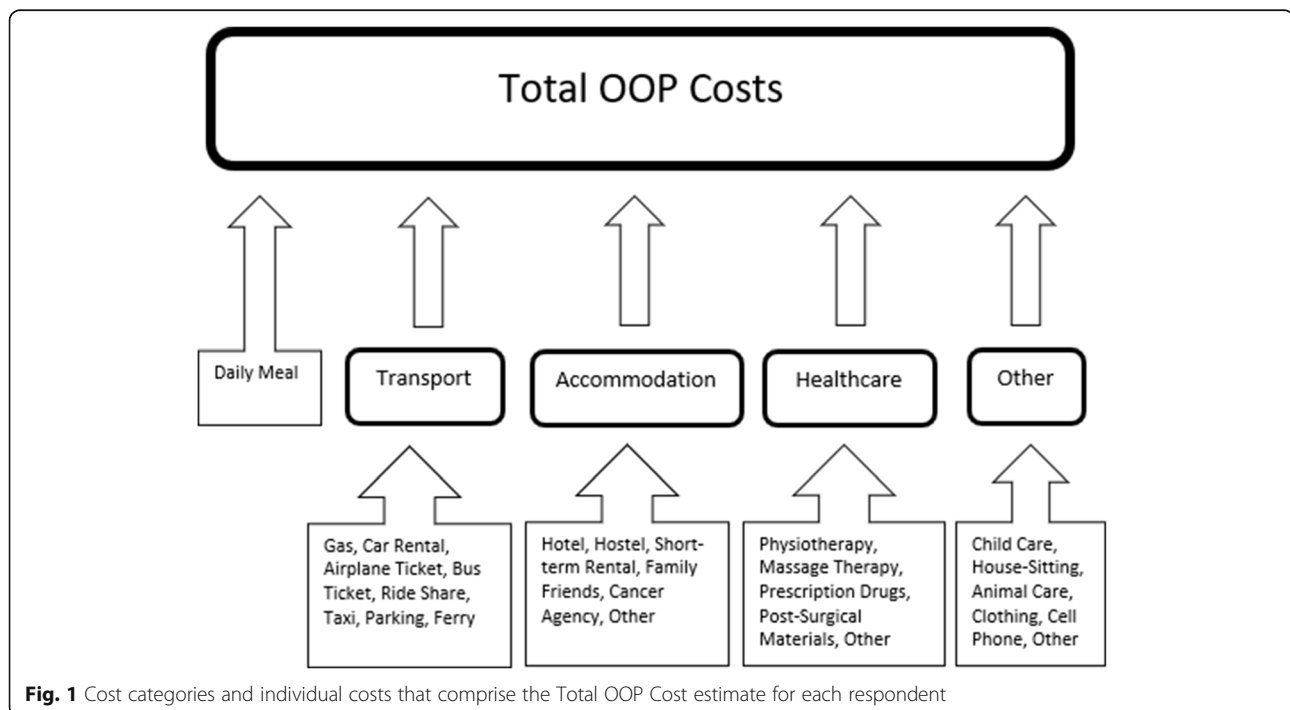 Total OOP Costs
Daily Meal
Transport
Accommodation
Healthcare
Other
Gas, Car Rental,
Airplane Ticket, Bus
Ticket, Ride Share,
Taxi, Parking, Ferry
Hotel, Hostel, Short-
term Rental, Family
Friends, Cancer
Agency, Other
Physiotherapy,
Massage Therapy,
Prescription Drugs,
Post-Surgical
Materials, Other
Child Care,
House-Sitting,
Animal Care,
Clothing, Cell
Phone, Other
Fig. 1 Cost categories and individual costs that comprise the Total OOP Cost estimate for each respondent